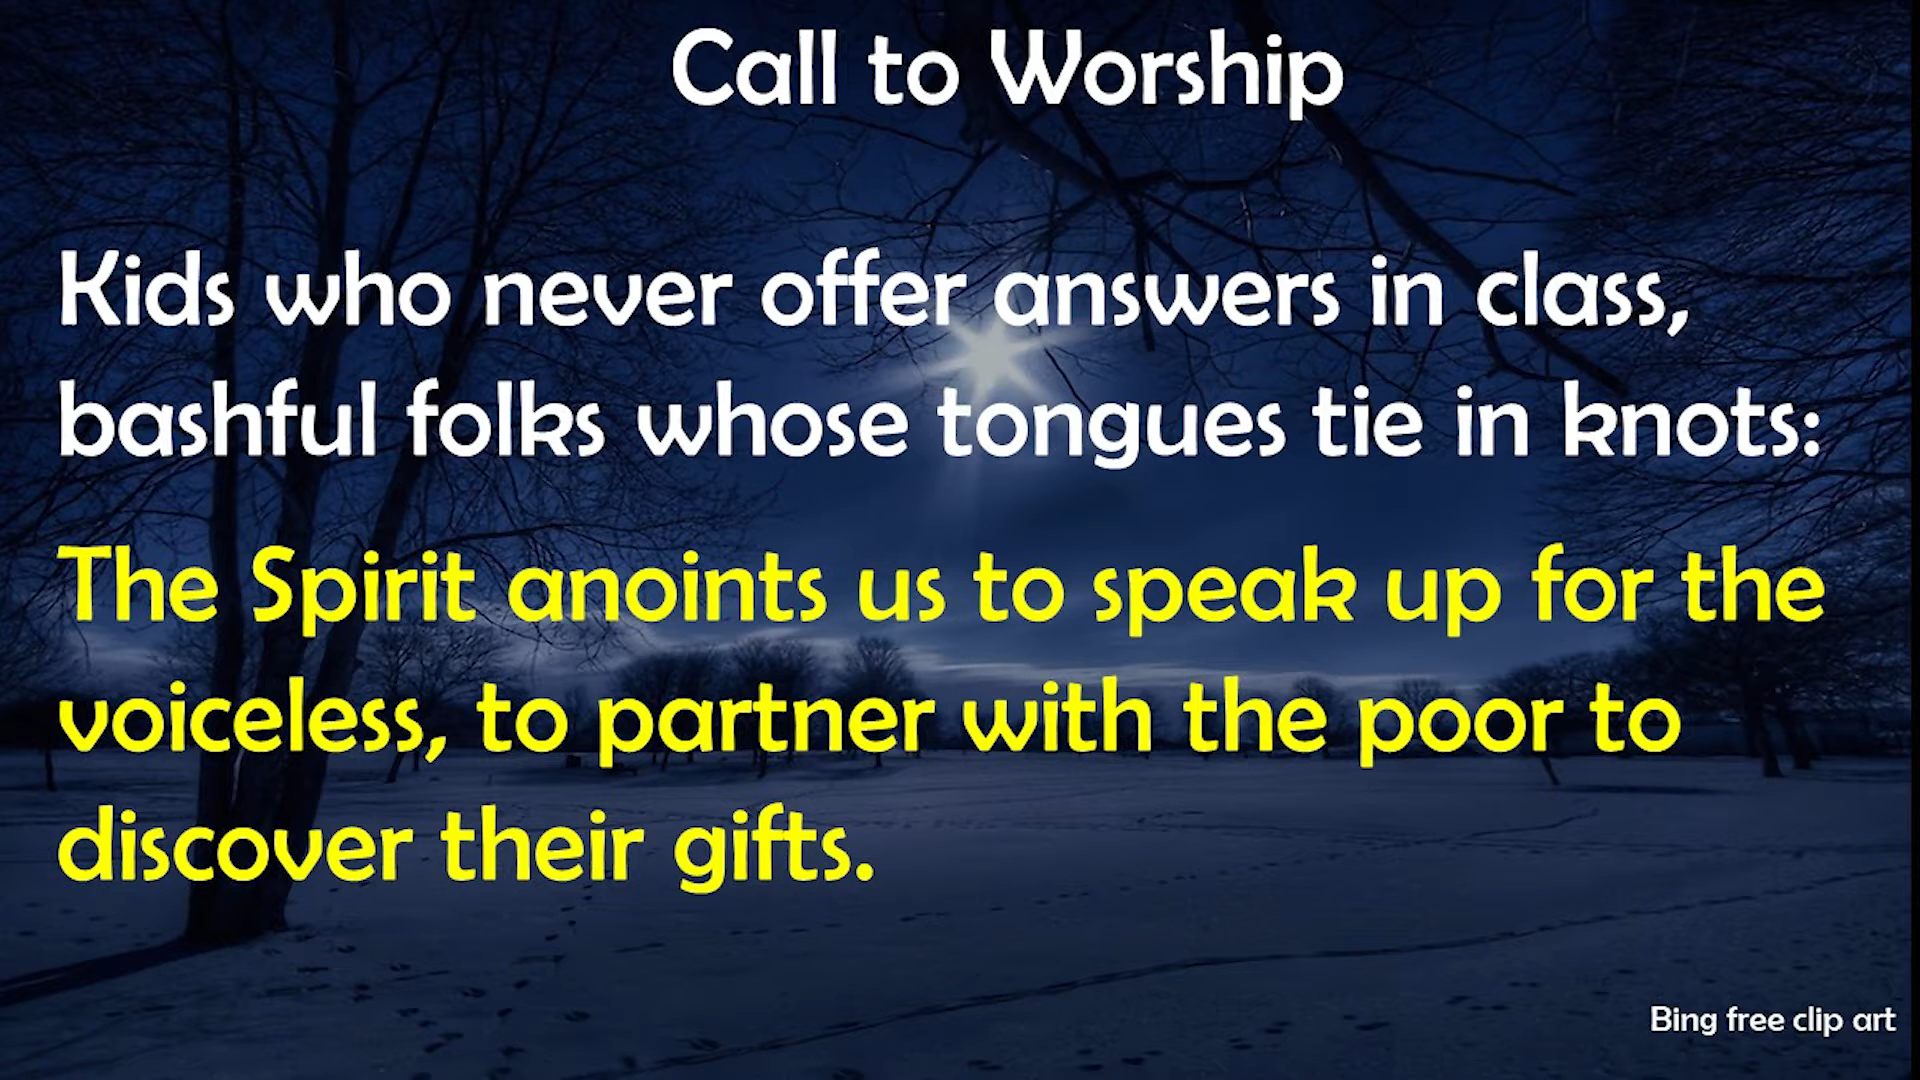 Call to Worship
Kids who never offer answers in class,
bashful folks whose tongues tie in knots:
The Spirit anoints us to speak up for the
voiceless, to partner with the poor to
discover their gifts.
Bing free clip art